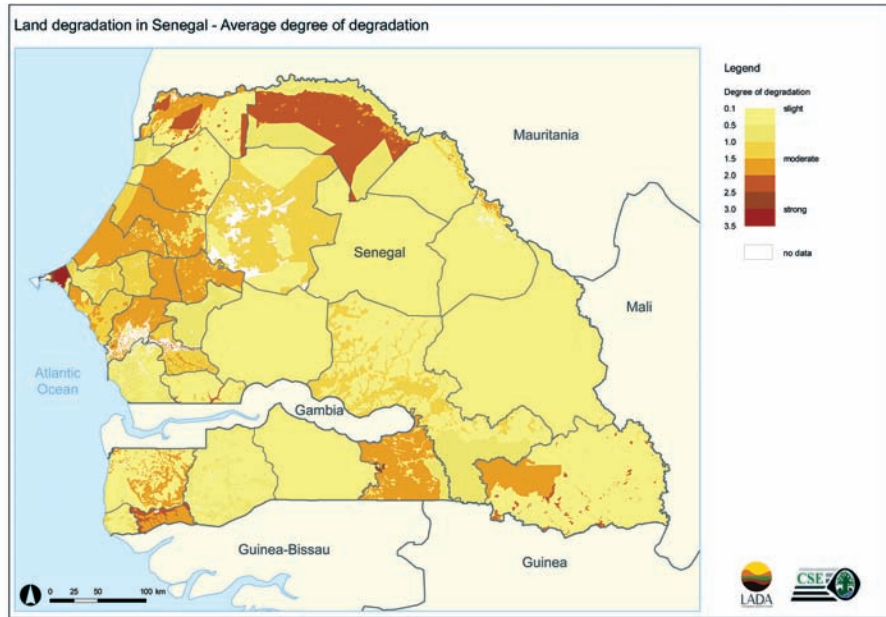 Land degradation in Senegal - Average degree of degradation
Legend
Degree of degradation
0.1 slight
0.5
1.0
1.5 moderate
2.0
2.5
3.0 strong
3.5
no data
Mauritania
Senegal
Mali
Atlantic
Ocean
Gambia
Guinea-Bissau
Guinea
0 25 50 100 km
LADA
CSE